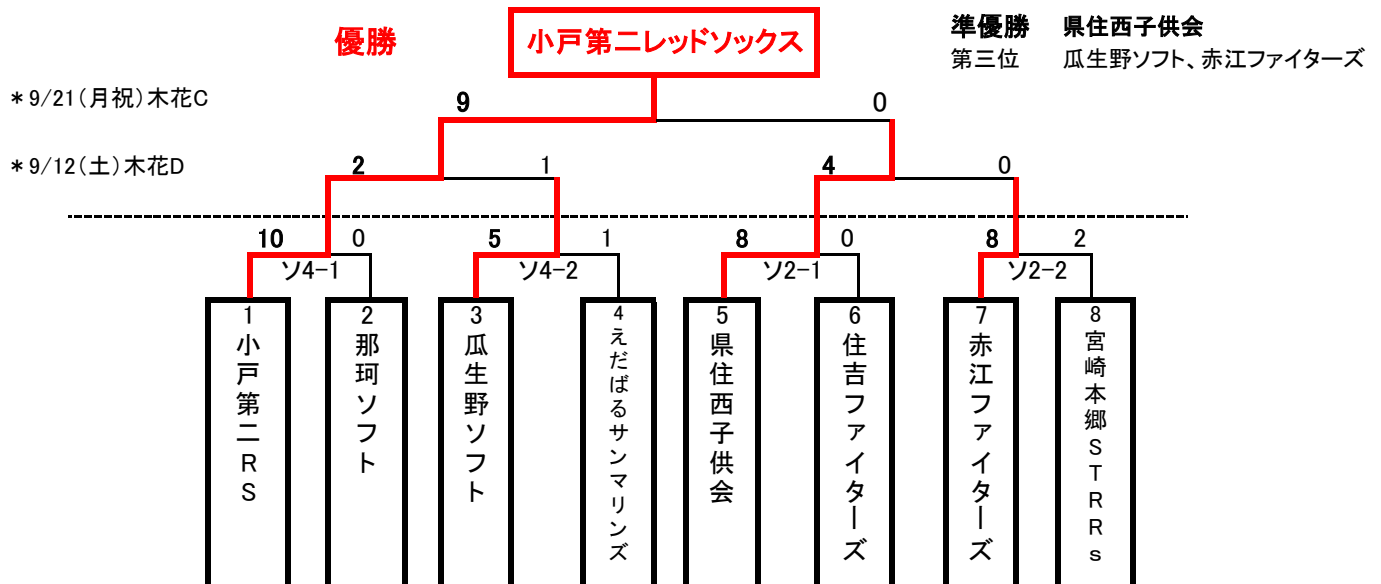 優勝
小戸第二レッドソックス
準優勝 県住西子供会
第三位 瓜生野ソフト、赤江ファイターズ
*9/21(月祝)木花C
9 0
*9/12(土)木花D
2 1 4 0
10 0 5 1 8 0 8 2
ソ4-1 ソ4-2 ソ2-1 ソ2-2
1 小戸第二RS
2 那珂ソフト
3 瓜生野ソフト
4 えだばるサンマリンズ
5 県住西子供会
6 住吉ファイターズ
7 赤江ファイターズ
8 宮崎本郷STRRs